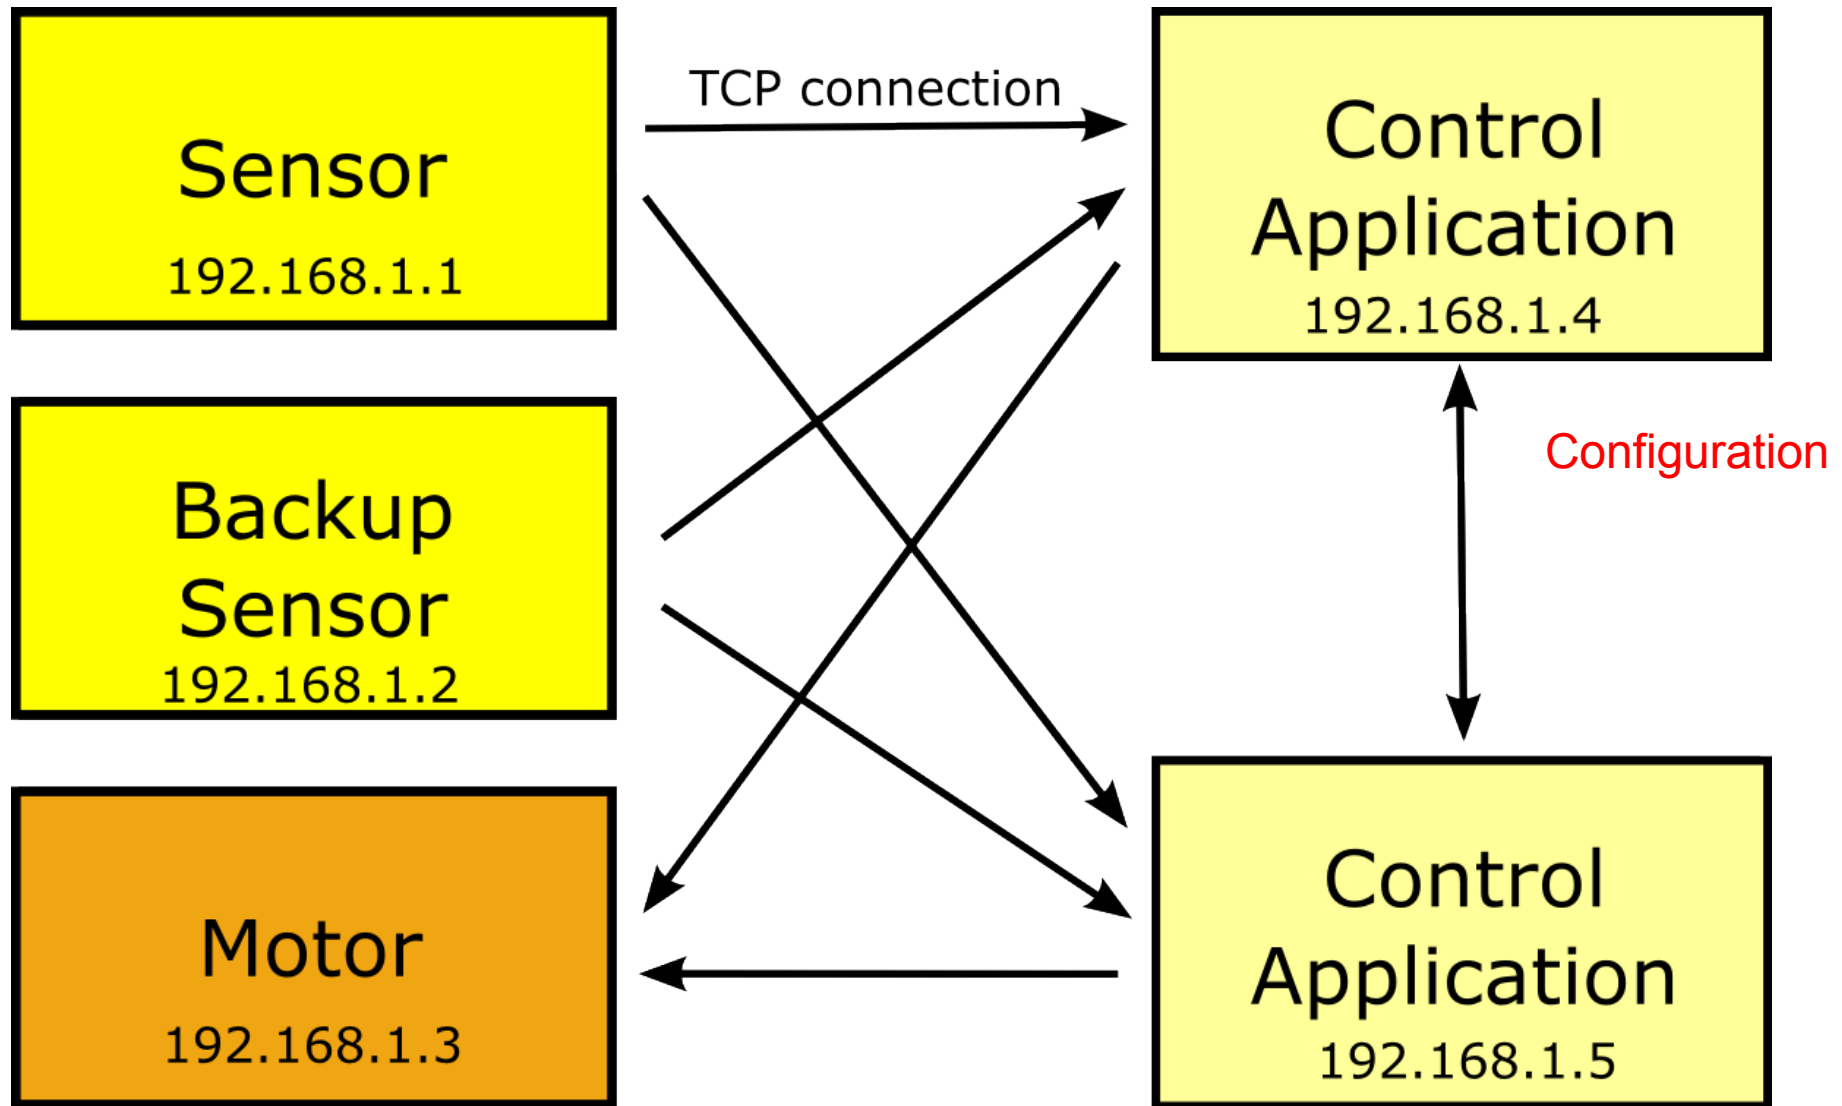 Sensor
192.168.1.1
TCP connection
Control
Application
192.168.1.4
Backup
Sensor
192.168.1.2
Configuration
Motor
192.168.1.3
Control
Application
192.168.1.5